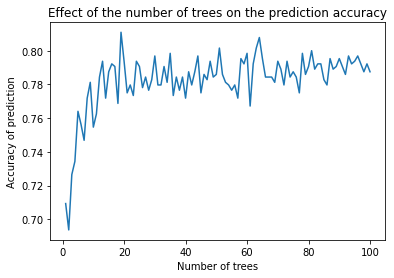 Effect of the number of trees on the prediction accuracy
Accuracy of prediction
0.80
0.78
0.76
0.74
0.72
0.70
0 20 40 60 80 100
Number of trees